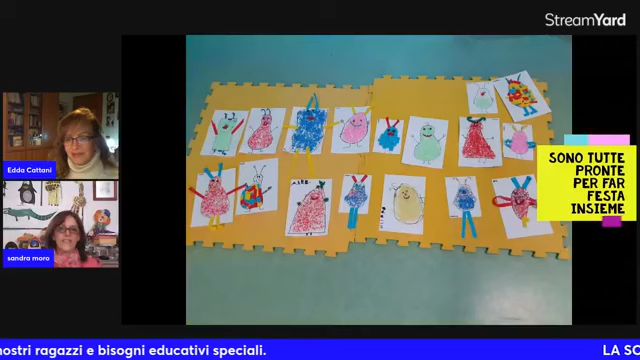 StreamYard
Edda Cattani
sandra moro
SONO TUTTE
PRONTE
PER FAR
FESTA
INSIEME
nostri ragazzi e bisogni educativi speciali.
LA SC